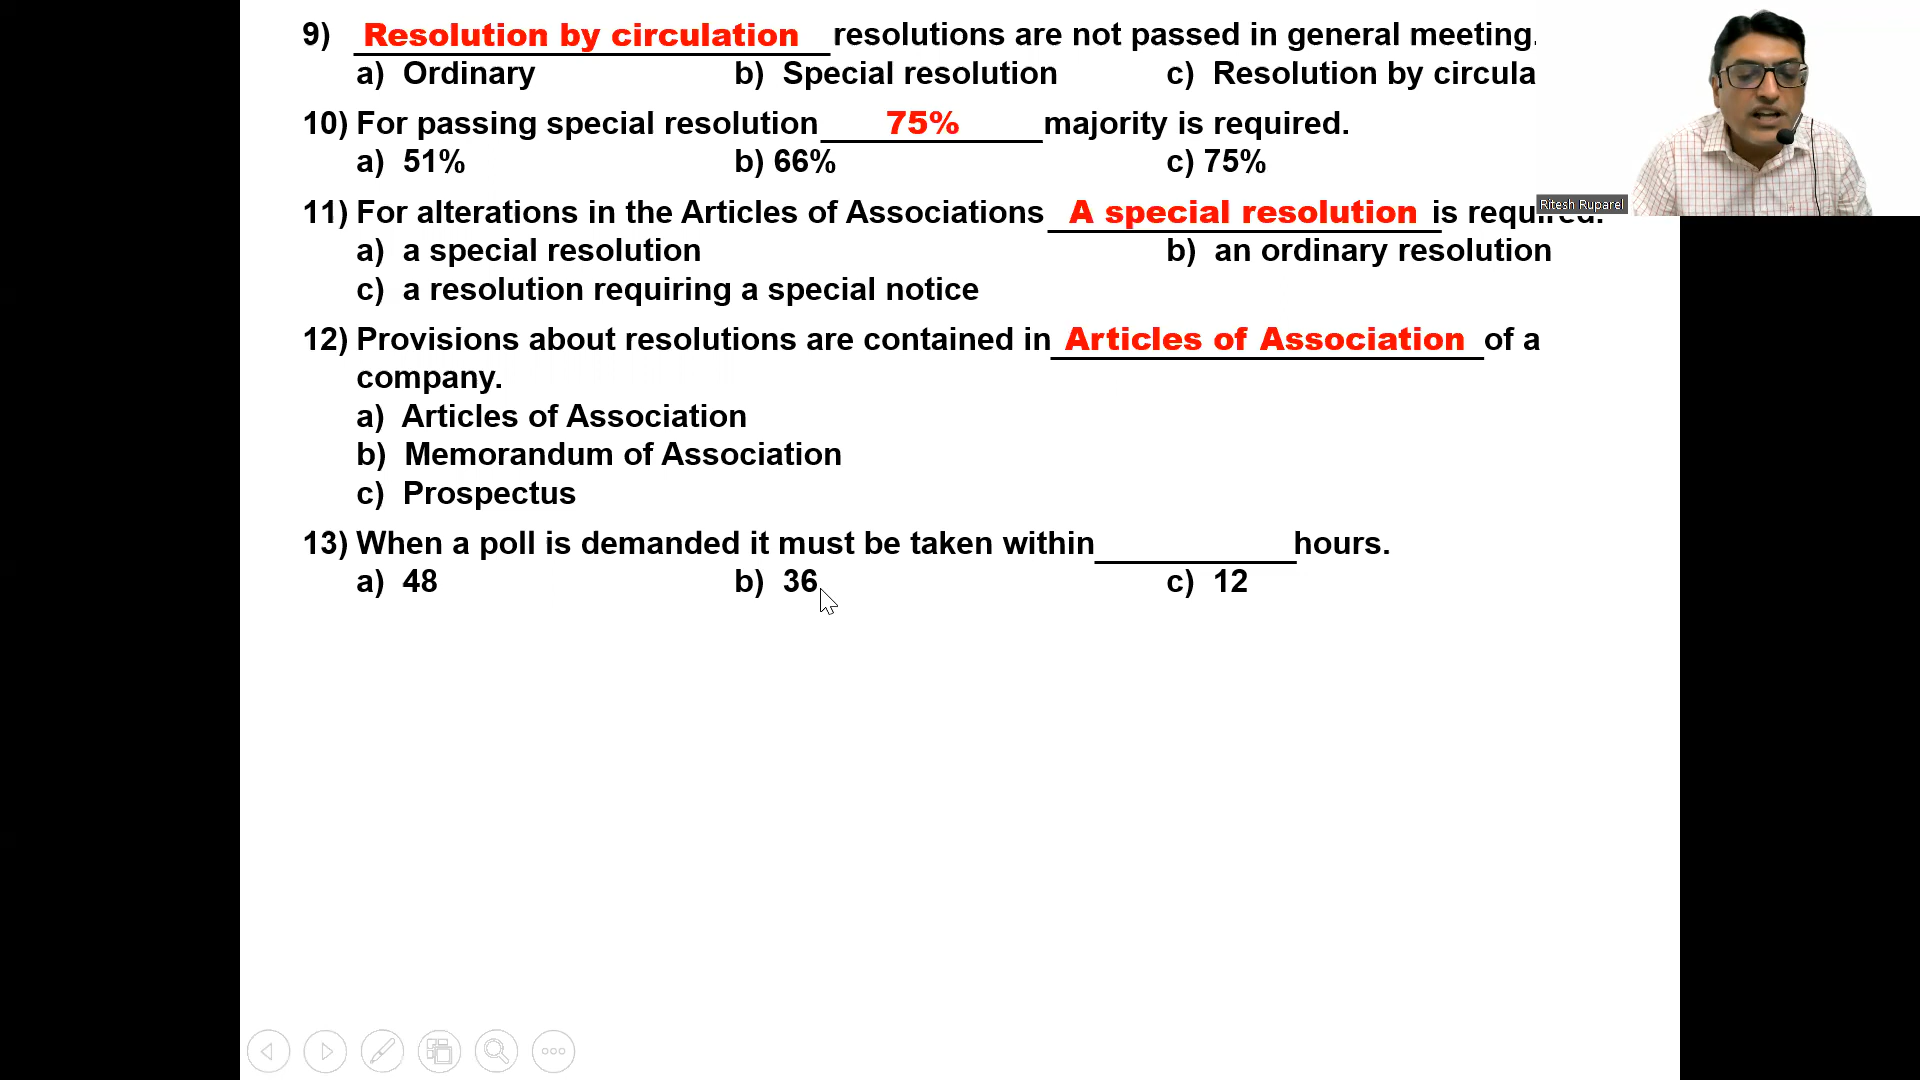 9) Resolution by circulation resolutions are not passed in general meeting.
a) Ordinary b) Special resolution c) Resolution by circula
10) For passing special resolution 75% majority is required.
a) 51% b) 66% c) 75%
11) For alterations in the Articles of Associations A special resolution is required.
a) a special resolution b) an ordinary resolution
c) a resolution requiring a special notice
12) Provisions about resolutions are contained in Articles of Association of a
company.
a) Articles of Association
b) Memorandum of Association
c) Prospectus
13) When a poll is demanded it must be taken within__________hours.
a) 48 b) 36 c) 12
Ritesh Ruparel